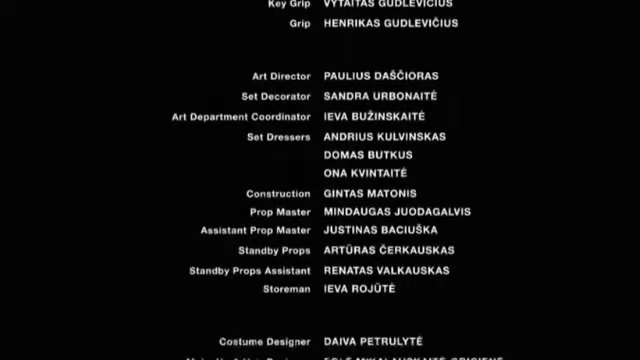 Key Grip VYTAITAS GUDLEVIČIUS
Grip HENRIKAS GUDLEVIČIUS
Art Director PAULIUS DAŠČIORAS
Set Decorator SANDRA URBONAITĖ
Art Department Coordinator IEVA BUŽINSKAITĖ
Set Dressers ANDRIUS KULVINSKAS
DOMAS BUTKUS
ONA KVINTAITĖ
Construction GINTAS MATONIS
Prop Master MINDAUGAS JUODAGALVIS
Assistant Prop Master JUSTINAS BACIUŠKA
Standby Props ARTŪRAS ČERKAUSKAS
Standby Props Assistant RENATAS VALKAUSKAS
Storeman IEVA ROJŪTĖ
Costume Designer DAIVA PETRULYTĖ